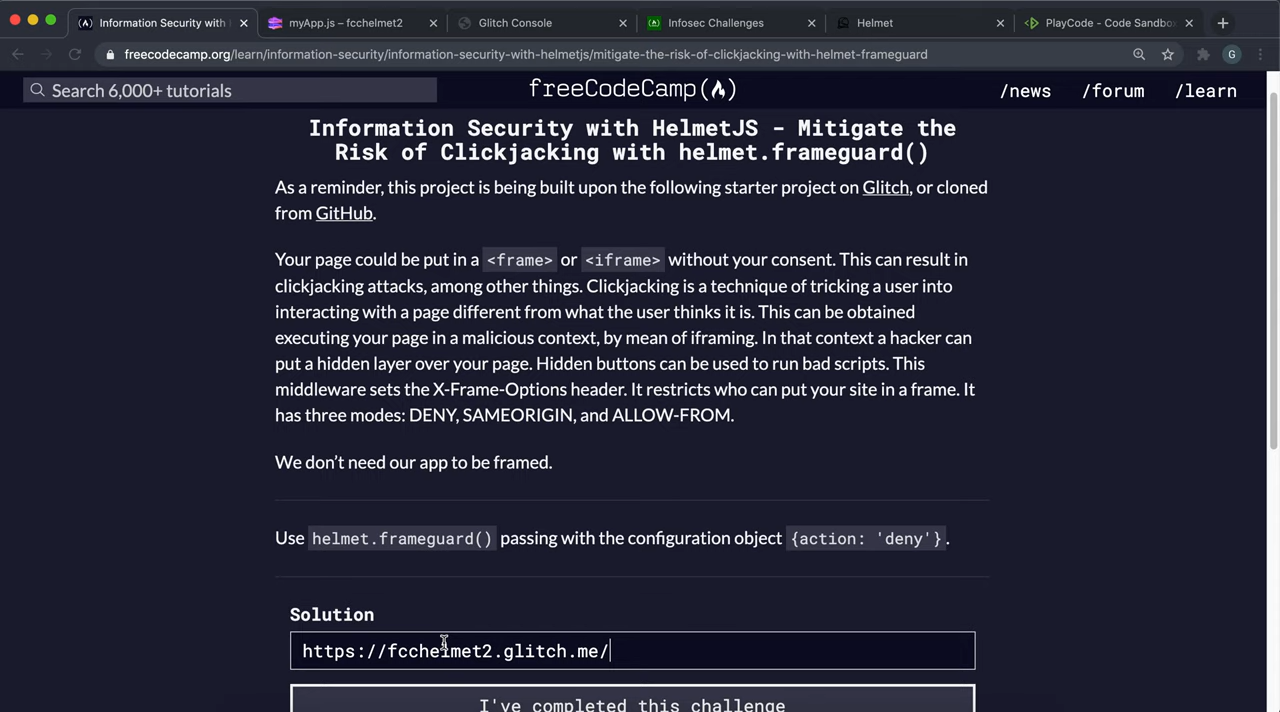 Information Security with
myApp.js – fcchelmet2
Glitch Console
Infosec Challenges
Helmet
PlayCode - Code Sandbox
freecodecamp.org/learn/information-security/information-security-with-helmetjs/mitigate-the-risk-of-clickjacking-with-helmet-frameguard
G
Search 6,000+ tutorials
freeCodeCamp
/news
/forum
/learn
Information Security with HelmetJS - Mitigate the
Risk of Clickjacking with helmet.frameguard()
As a reminder, this project is being built upon the following starter project on Glitch, or cloned
from GitHub.
Your page could be put in a <frame> or <iframe> without your consent. This can result in
clickjacking attacks, among other things. Clickjacking is a technique of tricking a user into
interacting with a page different from what the user thinks it is. This can be obtained
executing your page in a malicious context, by mean of iframing. In that context a hacker can
put a hidden layer over your page. Hidden buttons can be used to run bad scripts. This
middleware sets the X-Frame-Options header. It restricts who can put your site in a frame. It
has three modes: DENY, SAMEORIGIN, and ALLOW-FROM.
We don't need our app to be framed.
Use helmet.frameguard() passing with the configuration object {action: 'deny'}.
Solution
https://fcchelmet2.glitch.me/
I've completed this challenge